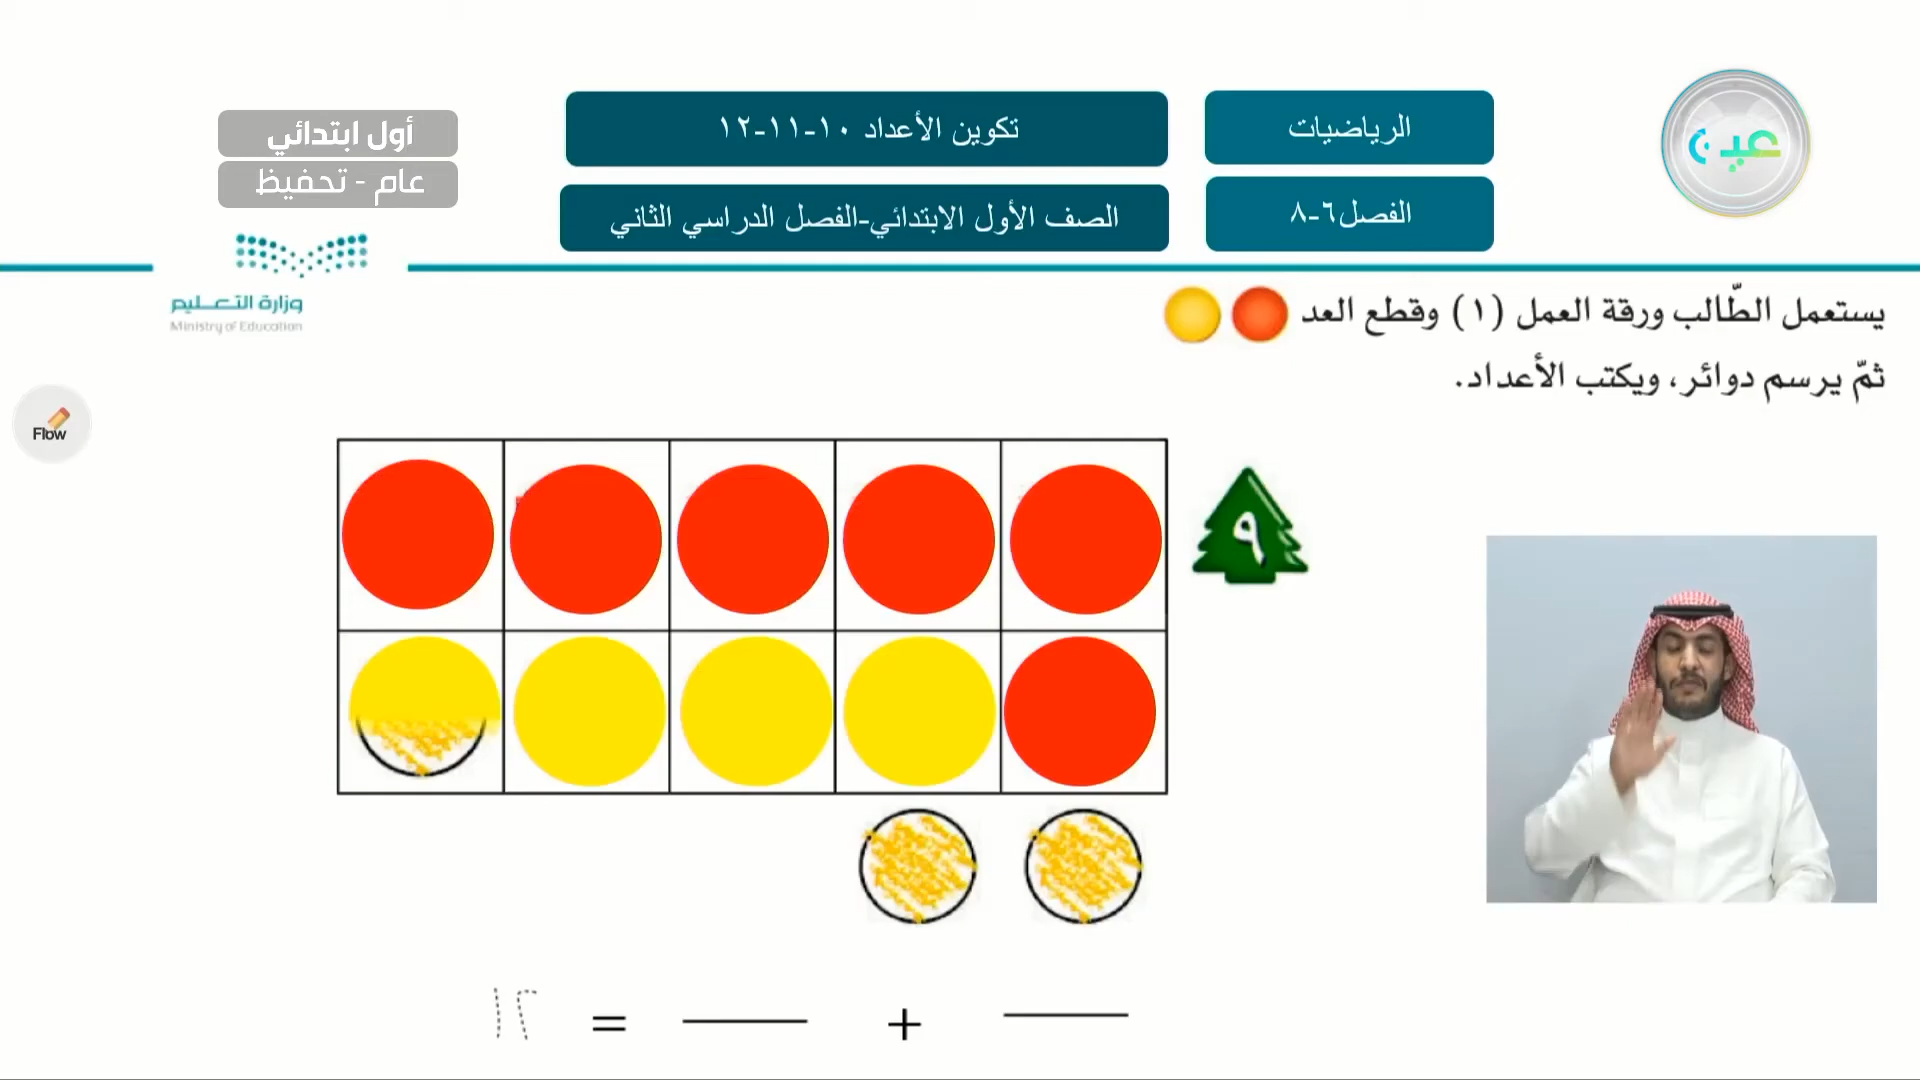 عين
الرياضيات
تكوين الأعداد ١٠-١١-١٢
أول ابتدائي
عام - تحفيظ
الفصل٦-٨
الصف الأول الابتدائي-الفصل الدراسي الثاني
وزارة التعليم
Ministry of Education
يستعمل الطّالب ورقة العمل (١) وقطع العد
ثمّ يرسم دوائر، ويكتب الأعداد.
Flow
٩
____ + ____ = ١٢